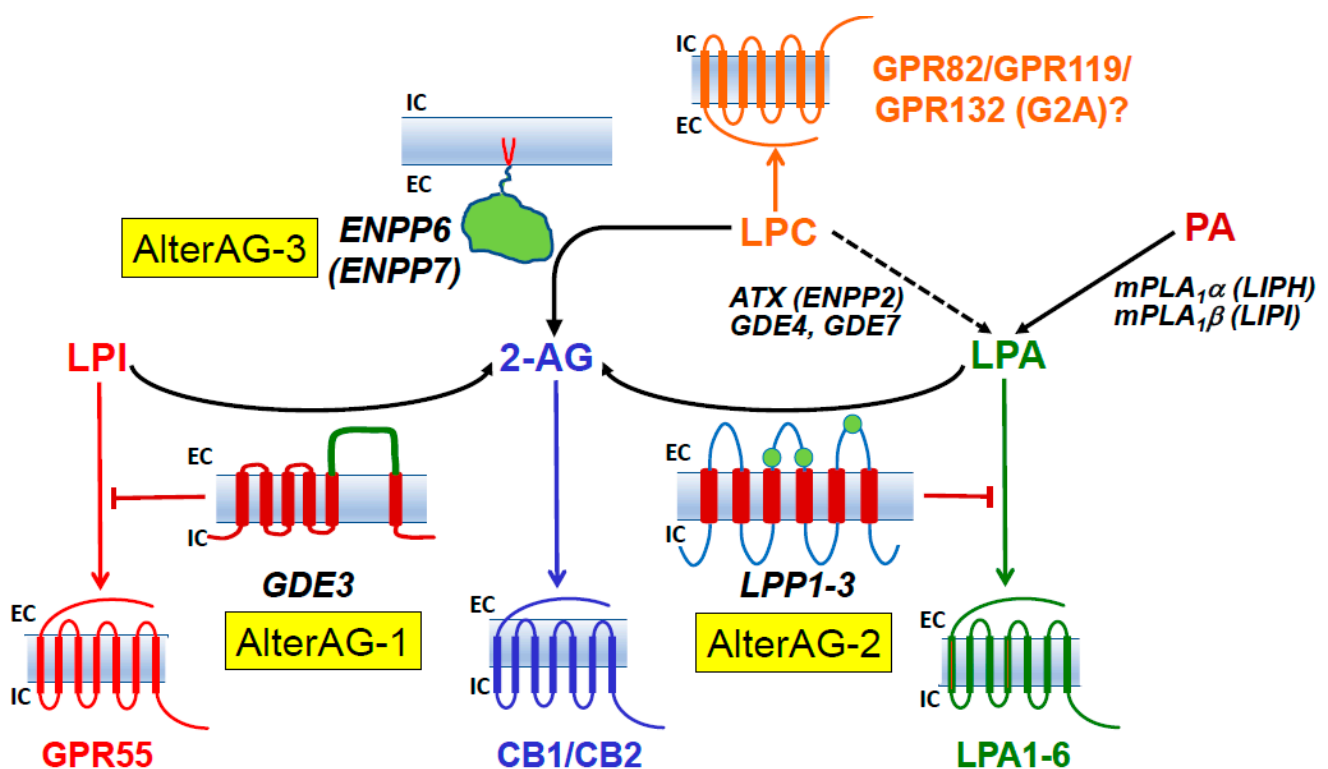 IC
EC
GPR82/GPR119/
GPR132 (G2A)?
IC
EC
AlterAG-3
ENPP6
(ENPP7)
LPC
PA
ATX (ENPP2)
GDE4, GDE7
mPLA₁α (LIPH)
mPLA₁β (LIPI)
LPI
2-AG
LPA
EC
IC
GDE3
AlterAG-1
EC
IC
LPP1-3
AlterAG-2
EC
IC
GPR55
EC
IC
CB1/CB2
EC
IC
LPA1-6